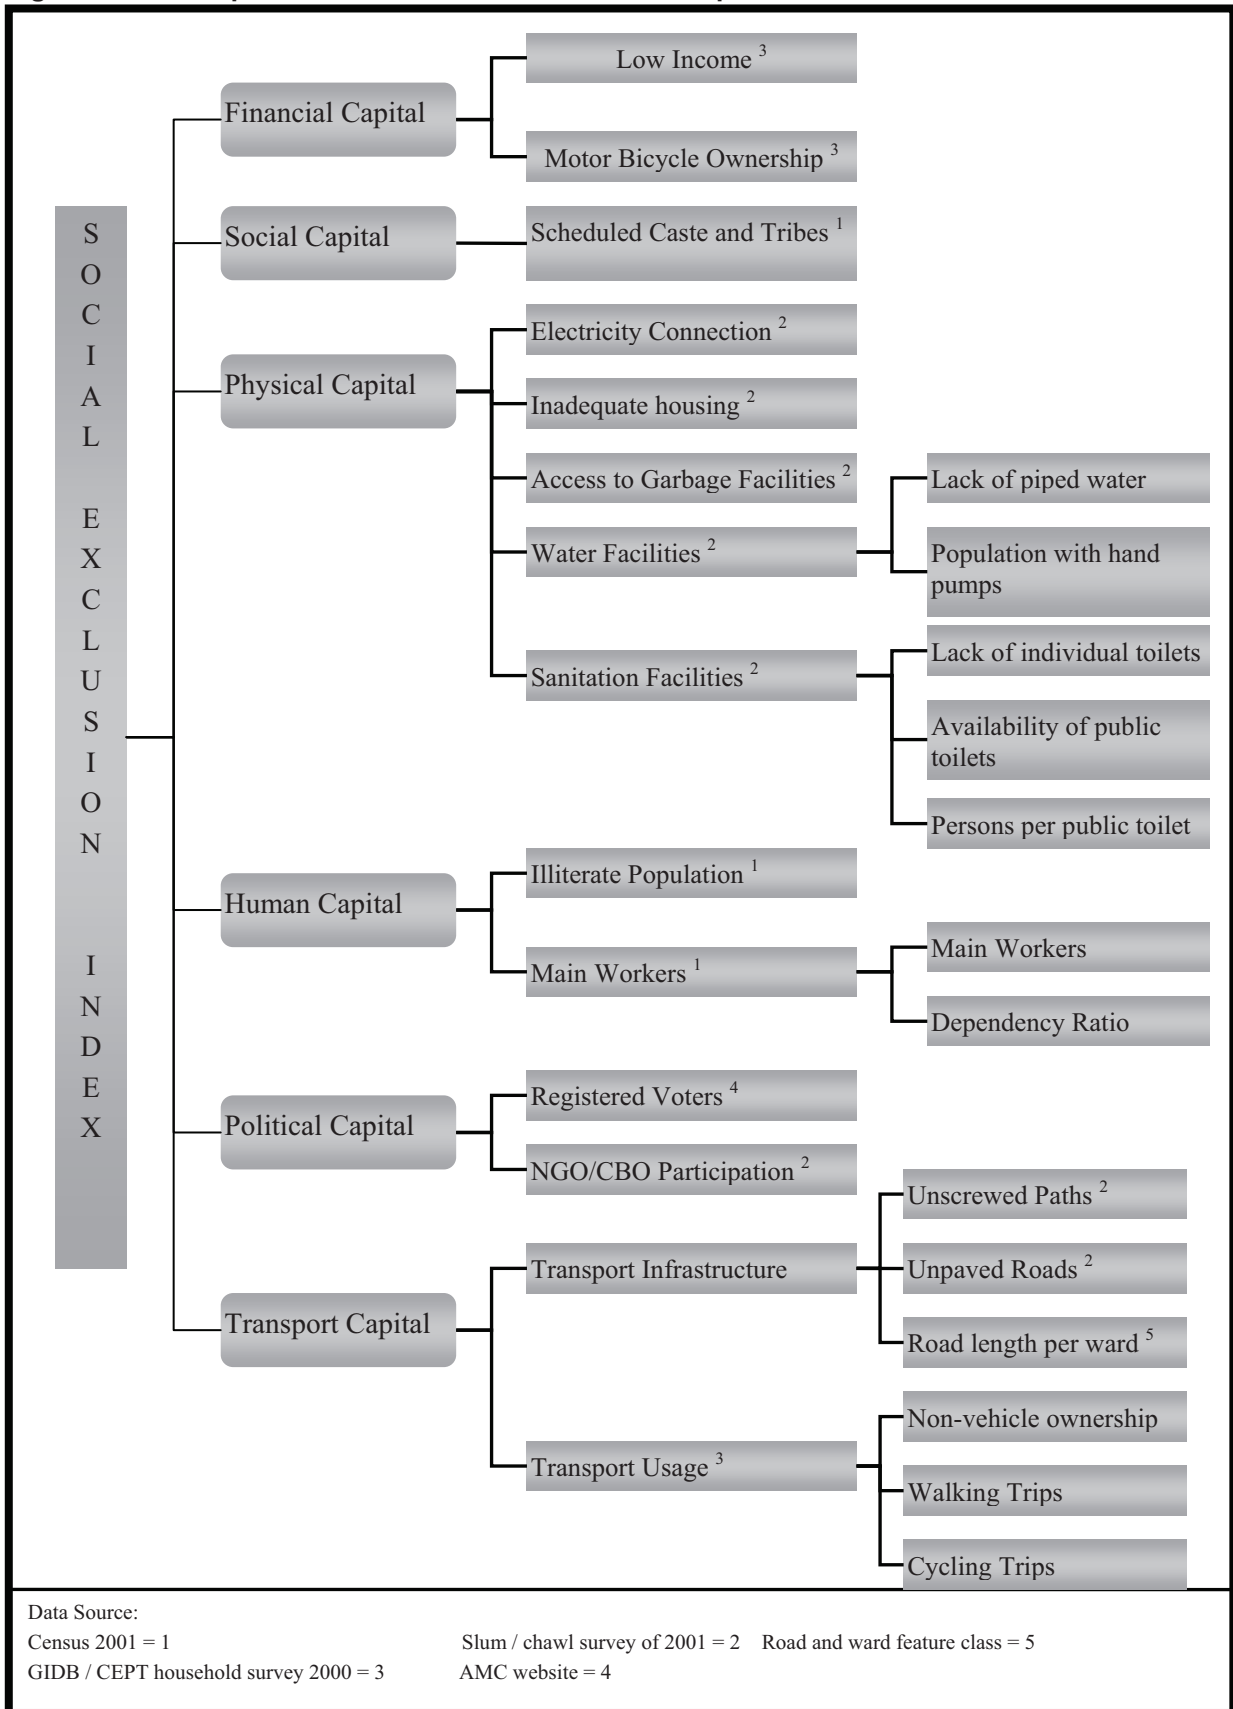 SOCIAL EXCLUSION INDEX
Financial Capital
Low Income 3
Motor Bicycle Ownership 3
Social Capital
Scheduled Caste and Tribes 1
Physical Capital
Electricity Connection 2
Inadequate housing 2
Access to Garbage Facilities 2
Water Facilities 2
Lack of piped water
Population with hand
pumps
Sanitation Facilities 2
Lack of individual toilets
Availability of public
toilets
Persons per public toilet
Human Capital
Illiterate Population 1
Main Workers 1
Main Workers
Dependency Ratio
Political Capital
Registered Voters 4
NGO/CBO Participation 2
Transport Capital
Transport Infrastructure
Unscrewed Paths 2
Unpaved Roads 2
Road length per ward 5
Transport Usage 3
Non-vehicle ownership
Walking Trips
Cycling Trips
Data Source:
Census 2001 = 1 Slum / chawl survey of 2001 = 2 Road and ward feature class = 5
GIDB / CEPT household survey 2000 = 3 AMC website = 4